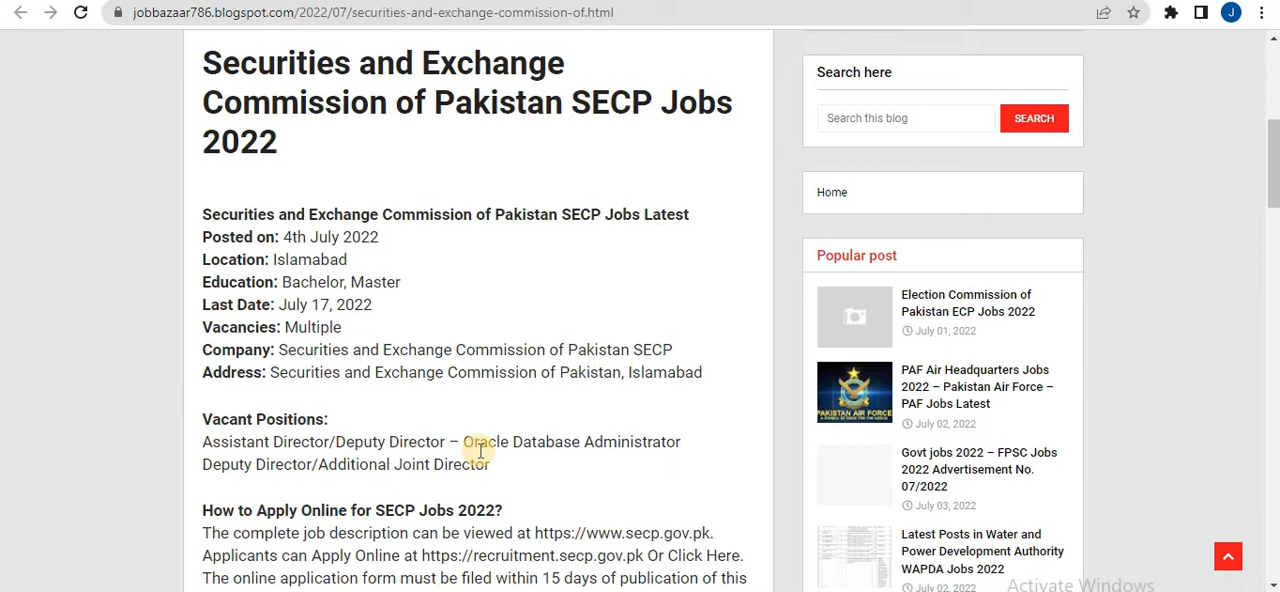 jobbazaar786.blogspot.com/2022/07/securities-and-exchange-commission-of.html
J
Securities and Exchange
Commission of Pakistan SECP Jobs
2022
Securities and Exchange Commission of Pakistan SECP Jobs Latest
Posted on: 4th July 2022
Location: Islamabad
Education: Bachelor, Master
Last Date: July 17, 2022
Vacancies: Multiple
Company: Securities and Exchange Commission of Pakistan SECP
Address: Securities and Exchange Commission of Pakistan, Islamabad
Vacant Positions:
Assistant Director/Deputy Director – Oracle Database Administrator
Deputy Director/Additional Joint Director
How to Apply Online for SECP Jobs 2022?
The complete job description can be viewed at https://www.secp.gov.pk.
Applicants can Apply Online at https://recruitment.secp.gov.pk Or Click Here.
The online application form must be filed within 15 days of publication of this
Search here
Search this blog
SEARCH
Home
Popular post
Election Commission of
Pakistan ECP Jobs 2022
July 01, 2022
PAKISTAN AIR FORCE
PAF Air Headquarters Jobs
2022 – Pakistan Air Force –
PAF Jobs Latest
July 02, 2022
Govt jobs 2022 – FPSC Jobs
2022 Advertisement No.
07/2022
July 03, 2022
Latest Posts in Water and
Power Development Authority
WAPDA Jobs 2022
July 02, 2022
Activate Windows